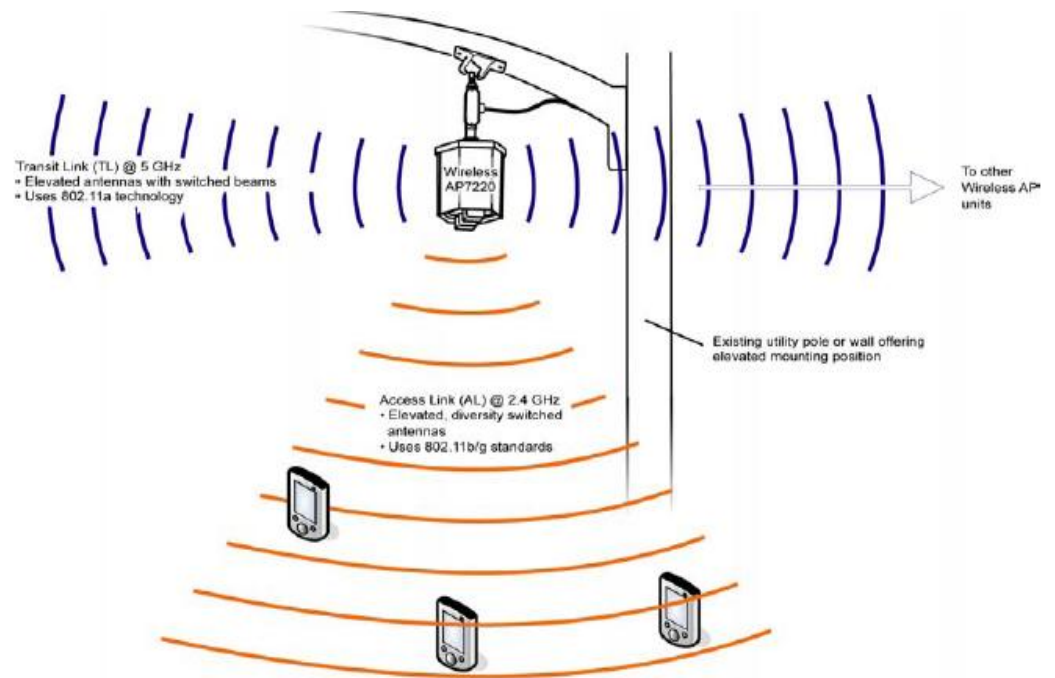 Transit Link (TL) @ 5 GHz
• Elevated antennas with switched beams
• Uses 802.11a technology
Wireless
AP7220
To other
Wireless AP
units
Existing utility pole or wall offering
elevated mounting position
Access Link (AL) @ 2.4 GHz
• Elevated, diversity switched
antennas
• Uses 802.11b/g standards